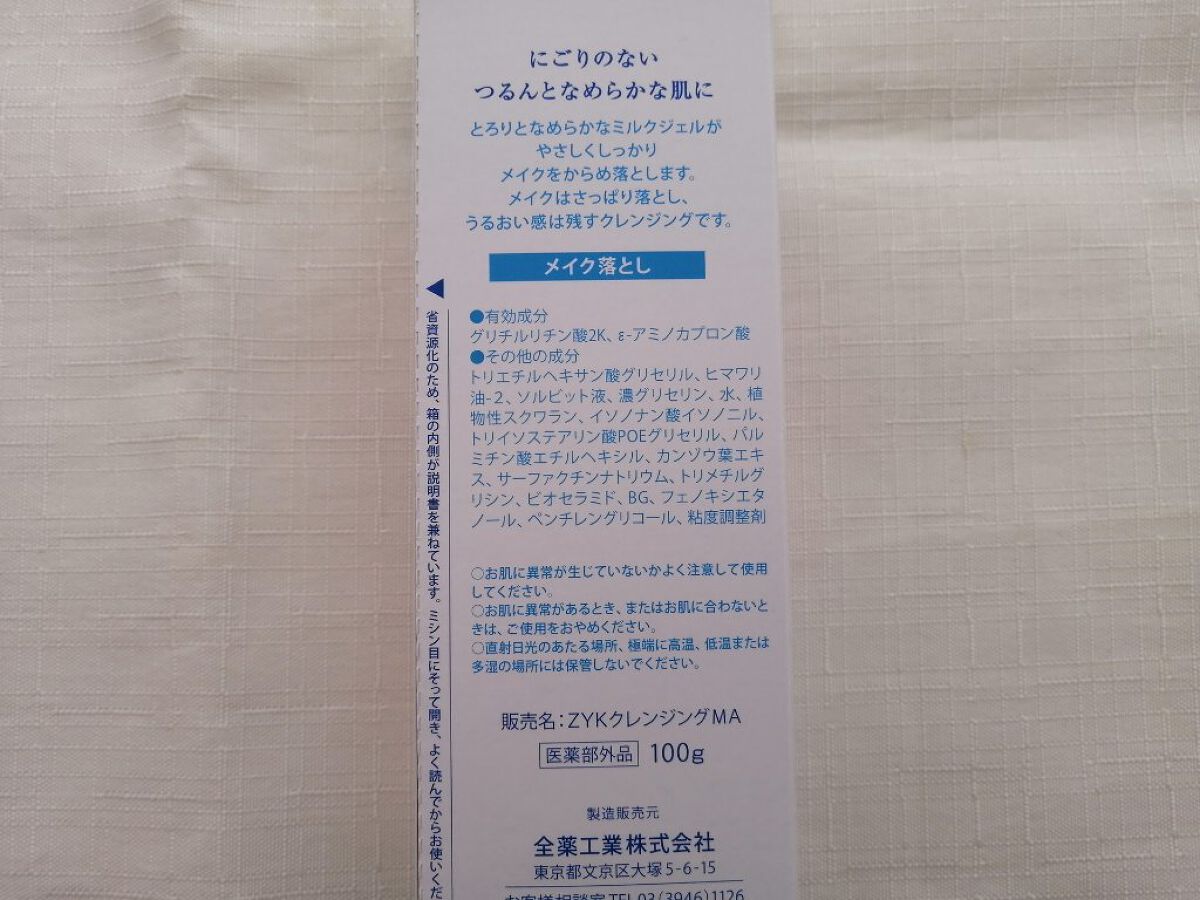 にごりのない
つるんとなめらかな肌に
とろりとなめらかなミルクジェルが
やさしくしっかり
メイクをからめ落とします。
メイクはさっぱり落とし、
うるおい感は残すクレンジングです。
メイク落とし
●有効成分
グリチルリチン酸2K、ε-アミノカプロン酸
●その他の成分
トリエチルヘキサン酸グリセリル、ヒマワリ
油-2、ソルビット液、濃グリセリン、水、植
物性スクワラン、イソノナン酸イソノニル、
トリイソステアリン酸POEグリセリル、パル
ミチン酸エチルヘキシル、カンゾウ葉エキ
ス、サーファクチンナトリウム、トリメチルグ
リシン、ビオセラミド、BG、フェノキシエタ
ノール、ペンチレングリコール、粘度調整剤
○お肌に異常が生じていないかよく注意して使用
してください。
○お肌に異常があるとき、またはお肌に合わないと
きは、ご使用をおやめください。
○直射日光のあたる場所、極端に高温、低温または
多湿の場所には保管しないでください。
販売名：ZYKクレンジングMA
医薬部外品 100g
製造販売元
全薬工業株式会社
東京都文京区大塚5-6-15
お客様相談室 TEL 03(3946)1126
◀省資源化のため、箱の内側が説明書を兼ねています。ミシン目にそって開き、よく読んでからお使いくだ